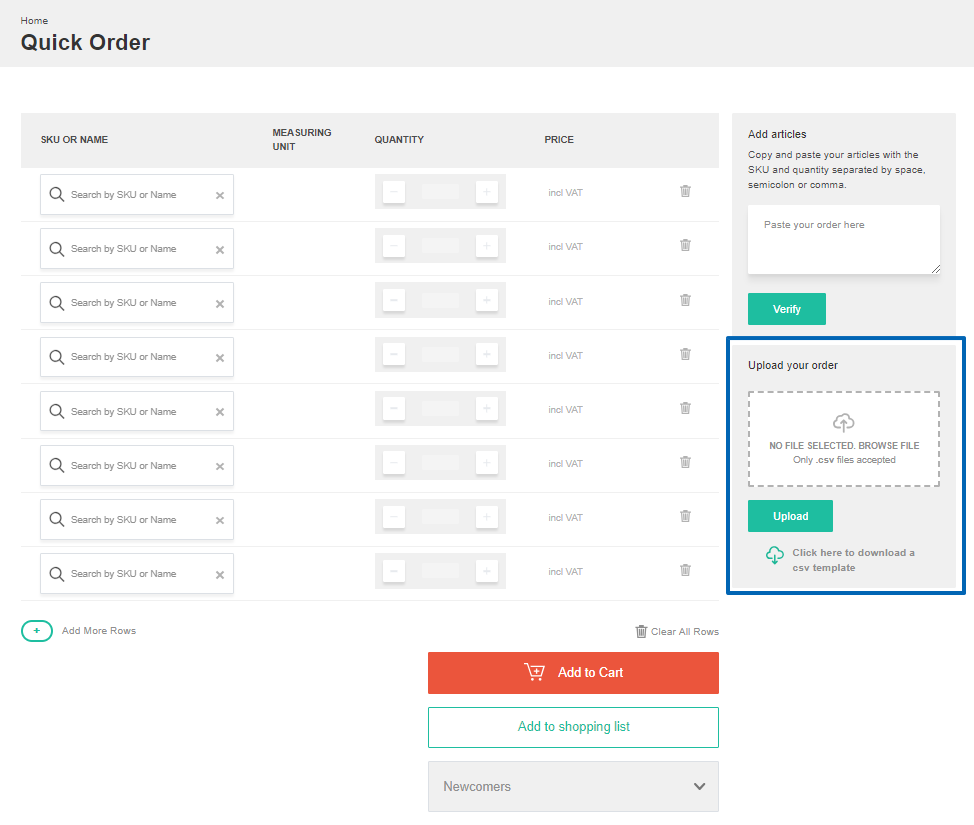 Home
Quick Order
SKU OR NAME
MEASURING
UNIT
QUANTITY
PRICE
Search by SKU or Name
incl VAT
Search by SKU or Name
incl VAT
Search by SKU or Name
incl VAT
Search by SKU or Name
incl VAT
Search by SKU or Name
incl VAT
Search by SKU or Name
incl VAT
Search by SKU or Name
incl VAT
Search by SKU or Name
incl VAT
Add More Rows
Clear All Rows
Add to Cart
Add to shopping list
Newcomers
Add articles
Copy and paste your articles with the
SKU and quantity separated by space,
semicolon or comma.
Paste your order here
Verify
Upload your order
NO FILE SELECTED. BROWSE FILE
Only .csv files accepted
Upload
Click here to download a
csv template